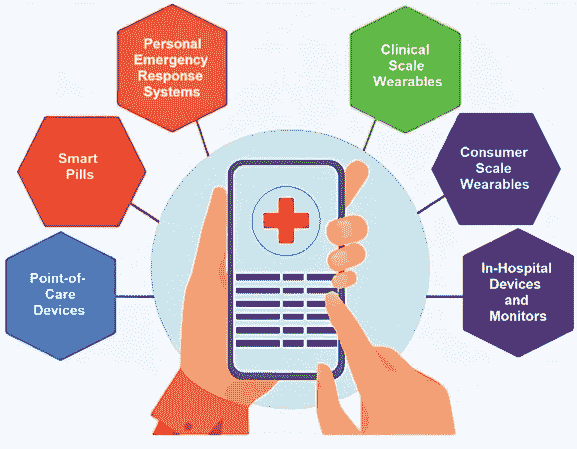 Personal
Emergency
Response
Systems
Clinical
Scale
Wearables
Smart
Pills
Consumer
Scale
Wearables
Point-of-
Care
Devices
In-Hospital
Devices
and
Monitors